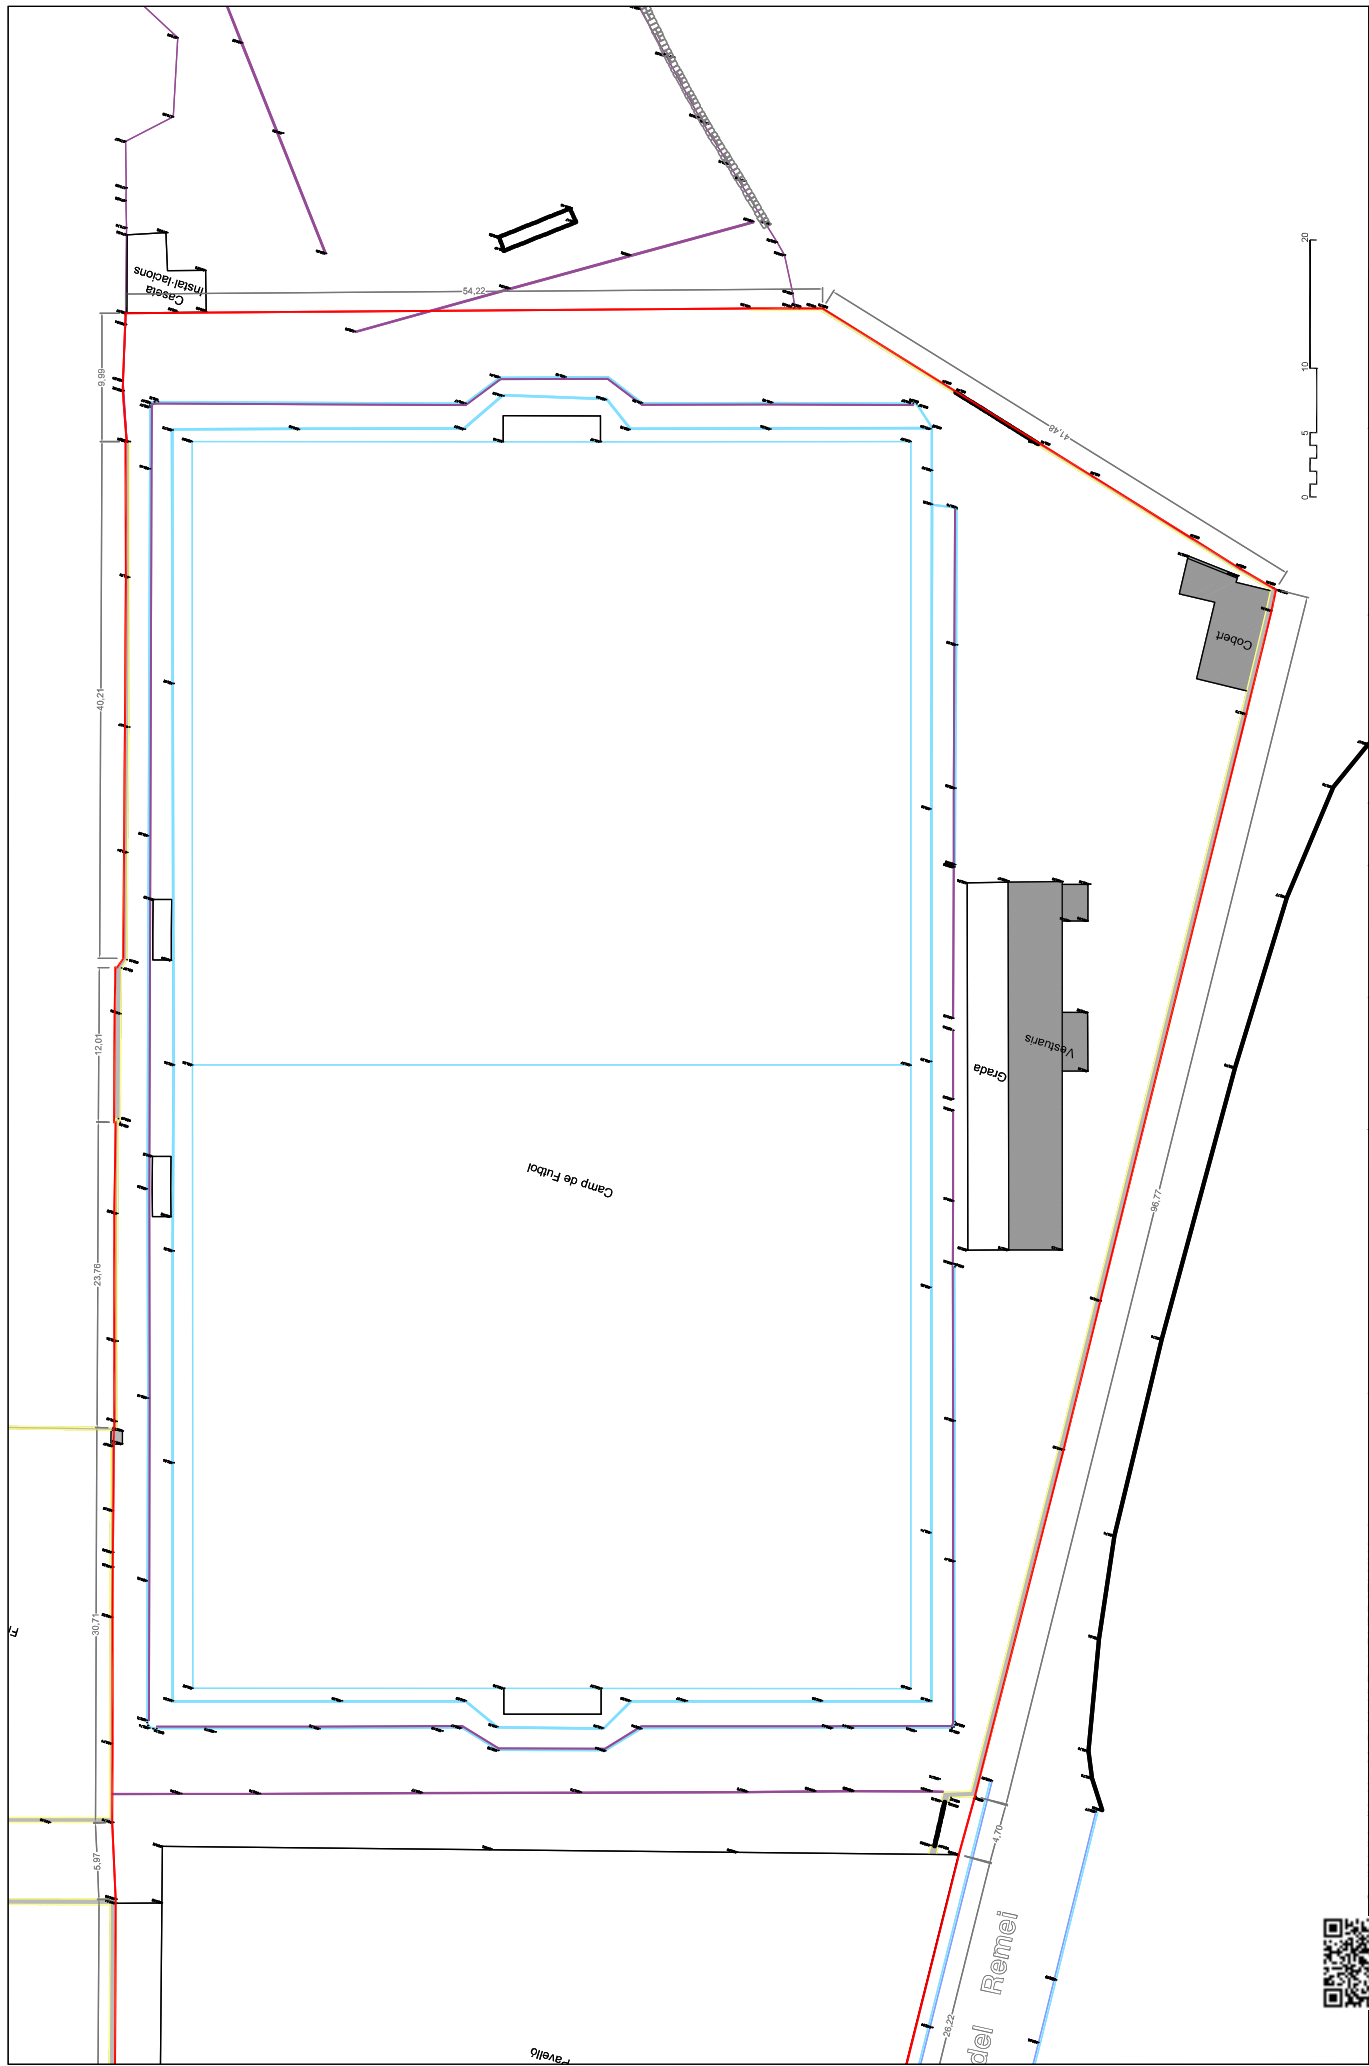 Caseta
instal·lacions
54,22
9,99
41,48
20
10
5
0
Cobert
40,21
12,01
Vestuaris
Grada
Camp de Futbol
96,77
23,76
30,71
5,97
4,70
26,22
del Remei
Pavelló